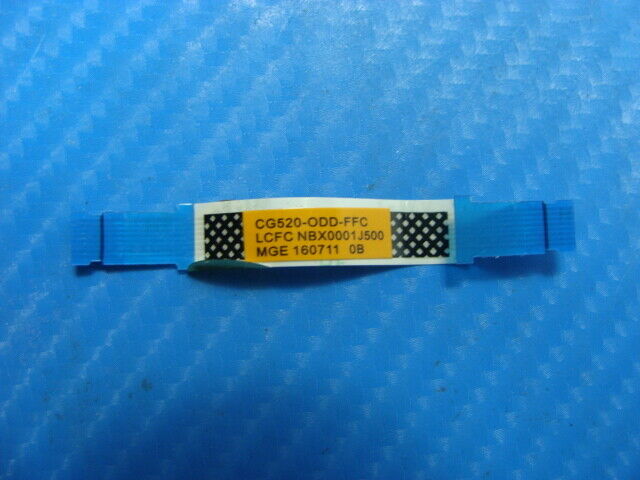 CG520-ODD-FFC
LCFC NBX0001J500
MGE 160711 0B